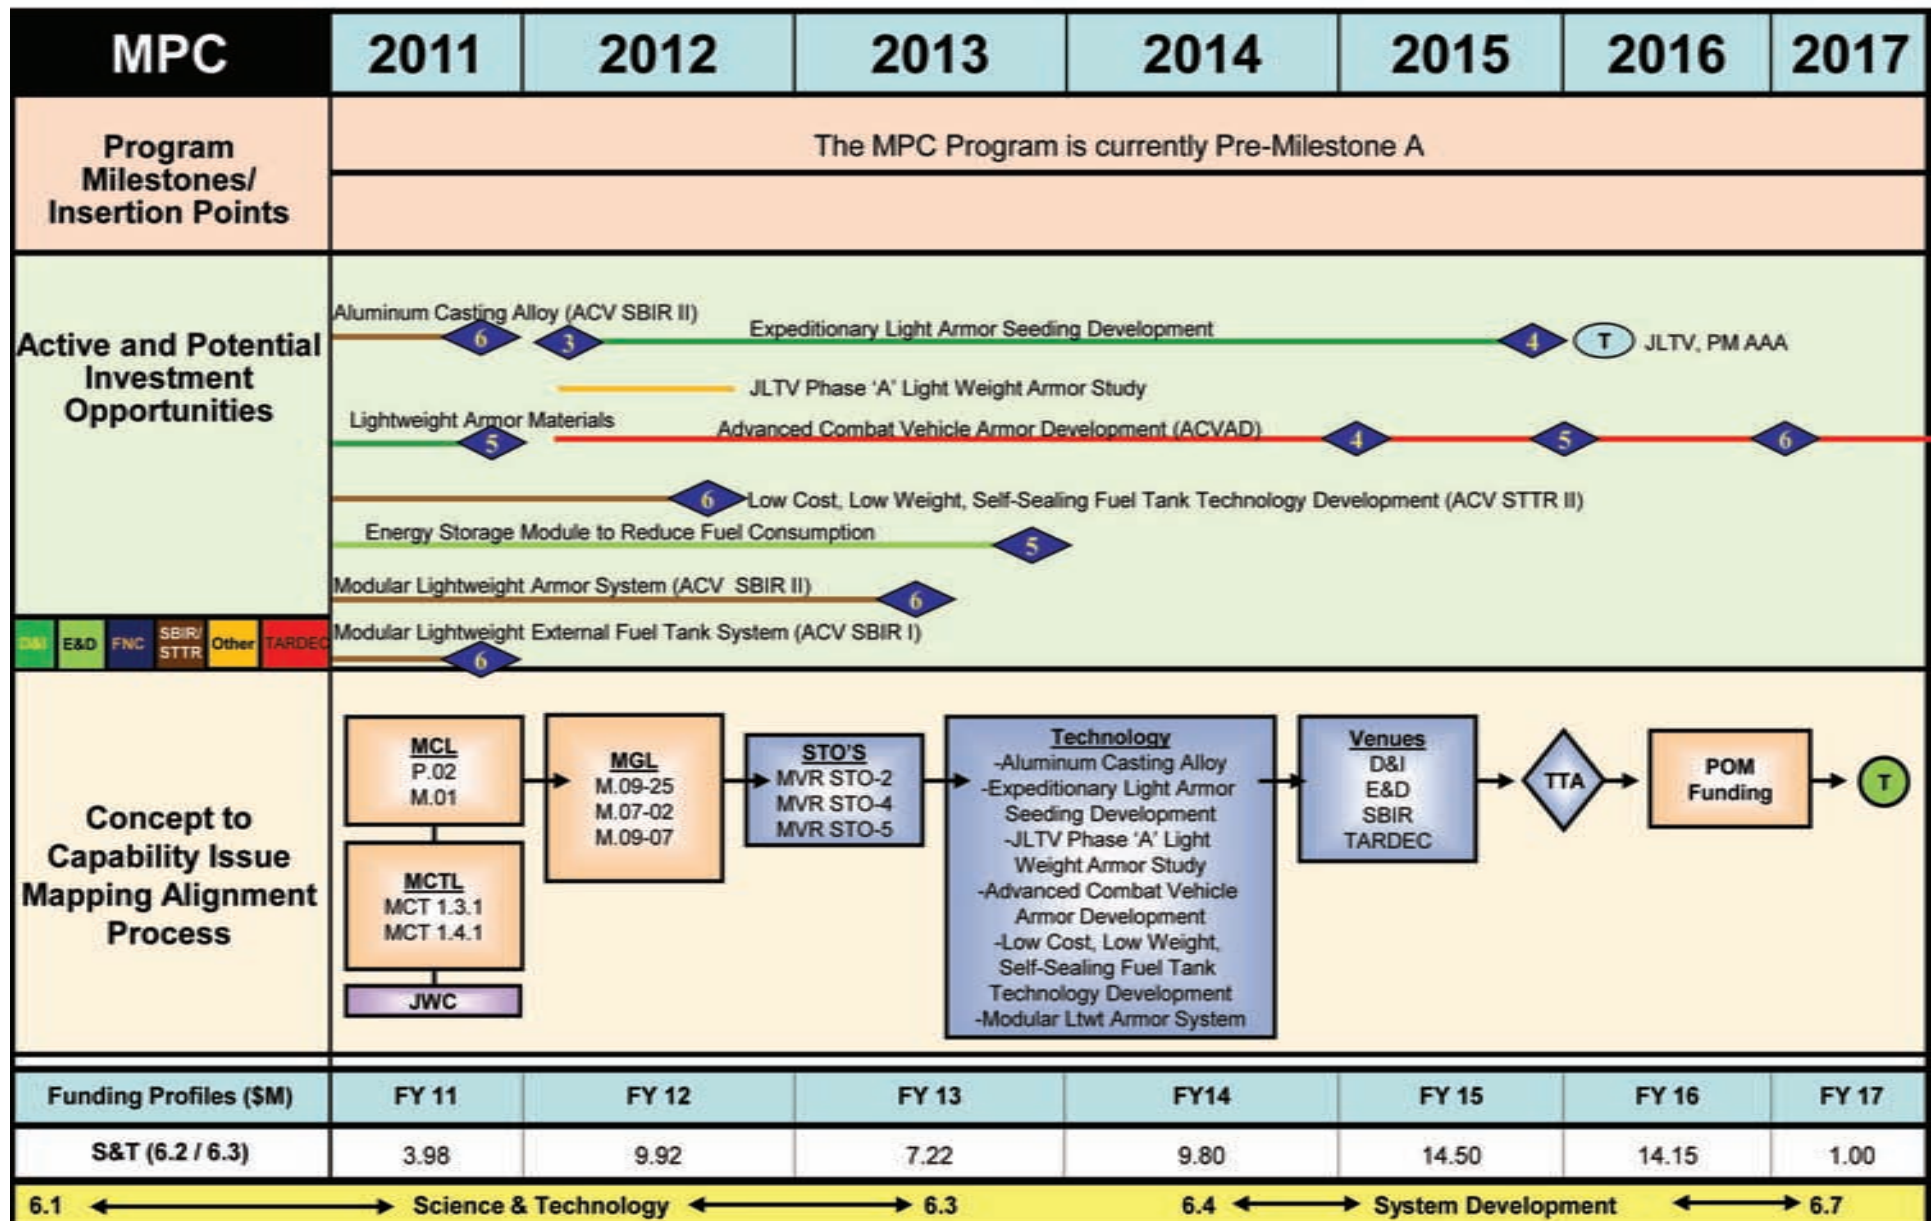 MPC 2011 2012 2013 2014 2015 2016 2017
Program
Milestones/
Insertion Points
The MPC Program is currently Pre-Milestone A
Active and Potential
Investment
Opportunities
Aluminum Casting Alloy (ACV SBIR II)
6
3
Expeditionary Light Armor Seeding Development
4
T
JLTV, PM AAA
JLTV Phase 'A' Light Weight Armor Study
Lightweight Armor Materials
5
Advanced Combat Vehicle Armor Development (ACVAD)
4
5
6
6
Low Cost, Low Weight, Self-Sealing Fuel Tank Technology Development (ACV STTR II)
Energy Storage Module to Reduce Fuel Consumption
5
Modular Lightweight Armor System (ACV SBIR II)
6
Modular Lightweight External Fuel Tank System (ACV SBIR I)
6
D&I
E&D
FNC
SBIR/
STTR
Other
TARDEC
Concept to
Capability Issue
Mapping Alignment
Process
MCL
P.02
M.01
MCTL
MCT 1.3.1
MCT 1.4.1
JWC
MGL
M.09-25
M.07-02
M.09-07
STO'S
MVR STO-2
MVR STO-4
MVR STO-5
Technology
-Aluminum Casting Alloy
-Expeditionary Light Armor
Seeding Development
-JLTV Phase 'A' Light
Weight Armor Study
-Advanced Combat Vehicle
Armor Development
-Low Cost, Low Weight,
Self-Sealing Fuel Tank
Technology Development
-Modular Ltwt Armor System
Venues
D&I
E&D
SBIR
TARDEC
TTA
POM
Funding
T
Funding Profiles ($M) FY 11 FY 12 FY 13 FY14 FY 15 FY 16 FY 17
S&T (6.2 / 6.3) 3.98 9.92 7.22 9.80 14.50 14.15 1.00
6.1 Science & Technology 6.3 6.4 System Development 6.7